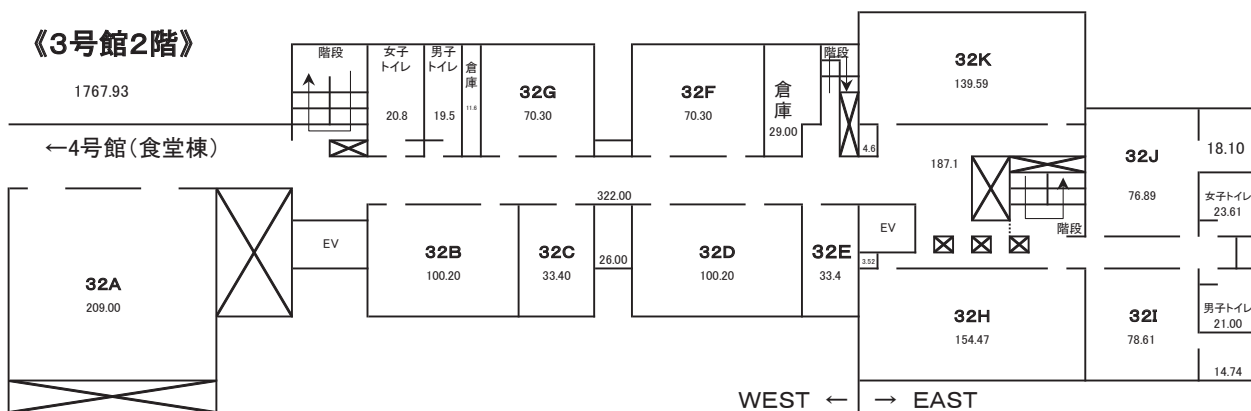 《3号館2階》
1767.93
←4号館（食堂棟）
階段
女子
トイレ
20.8
男子
トイレ
19.5
倉
庫
11.6
32G
70.30
32F
70.30
倉
庫
29.00
階段
32K
139.59
4.6
187.1
32J
76.89
18.10
女子トイレ
23.61
階段
322.00
32A
209.00
EV
32B
100.20
32C
33.40
26.00
32D
100.20
32E
33.4
EV
3.52
32H
154.47
32I
78.61
男子トイレ
21.00
14.74
WEST ← → EAST